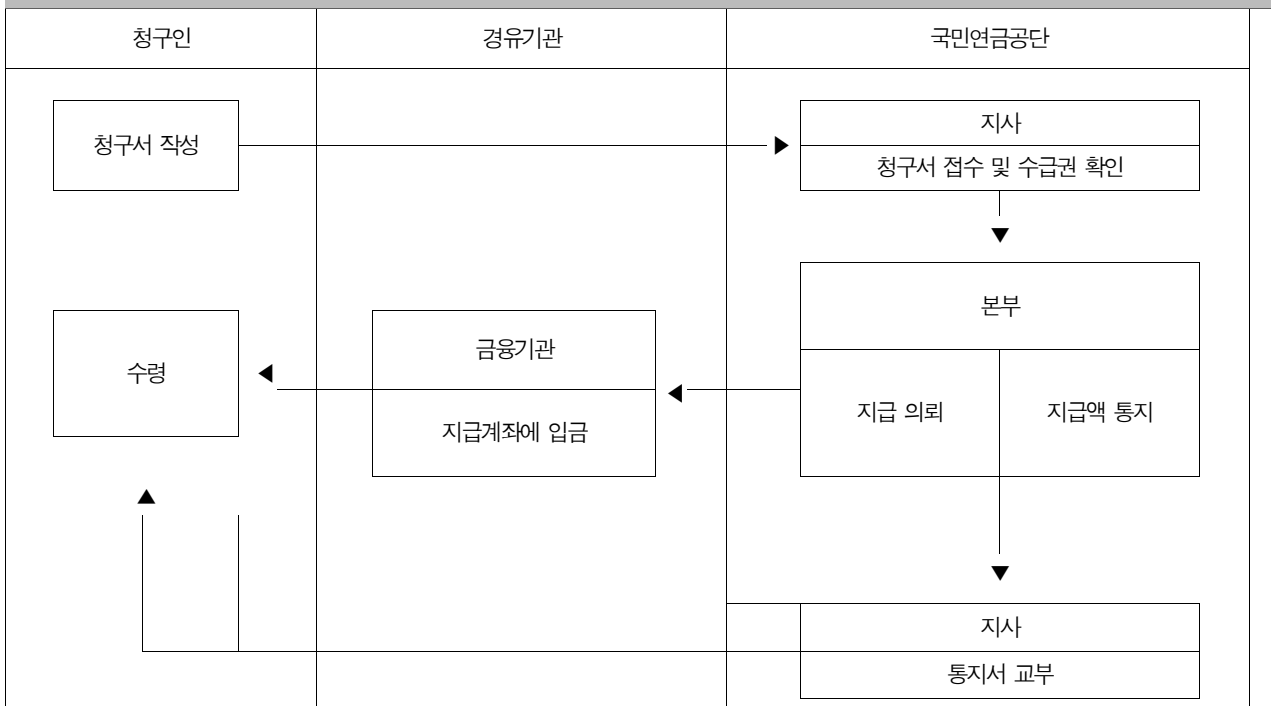 청구인
경유기관
국민연금공단
청구서 작성
지사
청구서 접수 및 수급권 확인
본부
수령
금융기관
지급계좌에 입금
지급 의뢰
지급액 통지
지사
통지서 교부